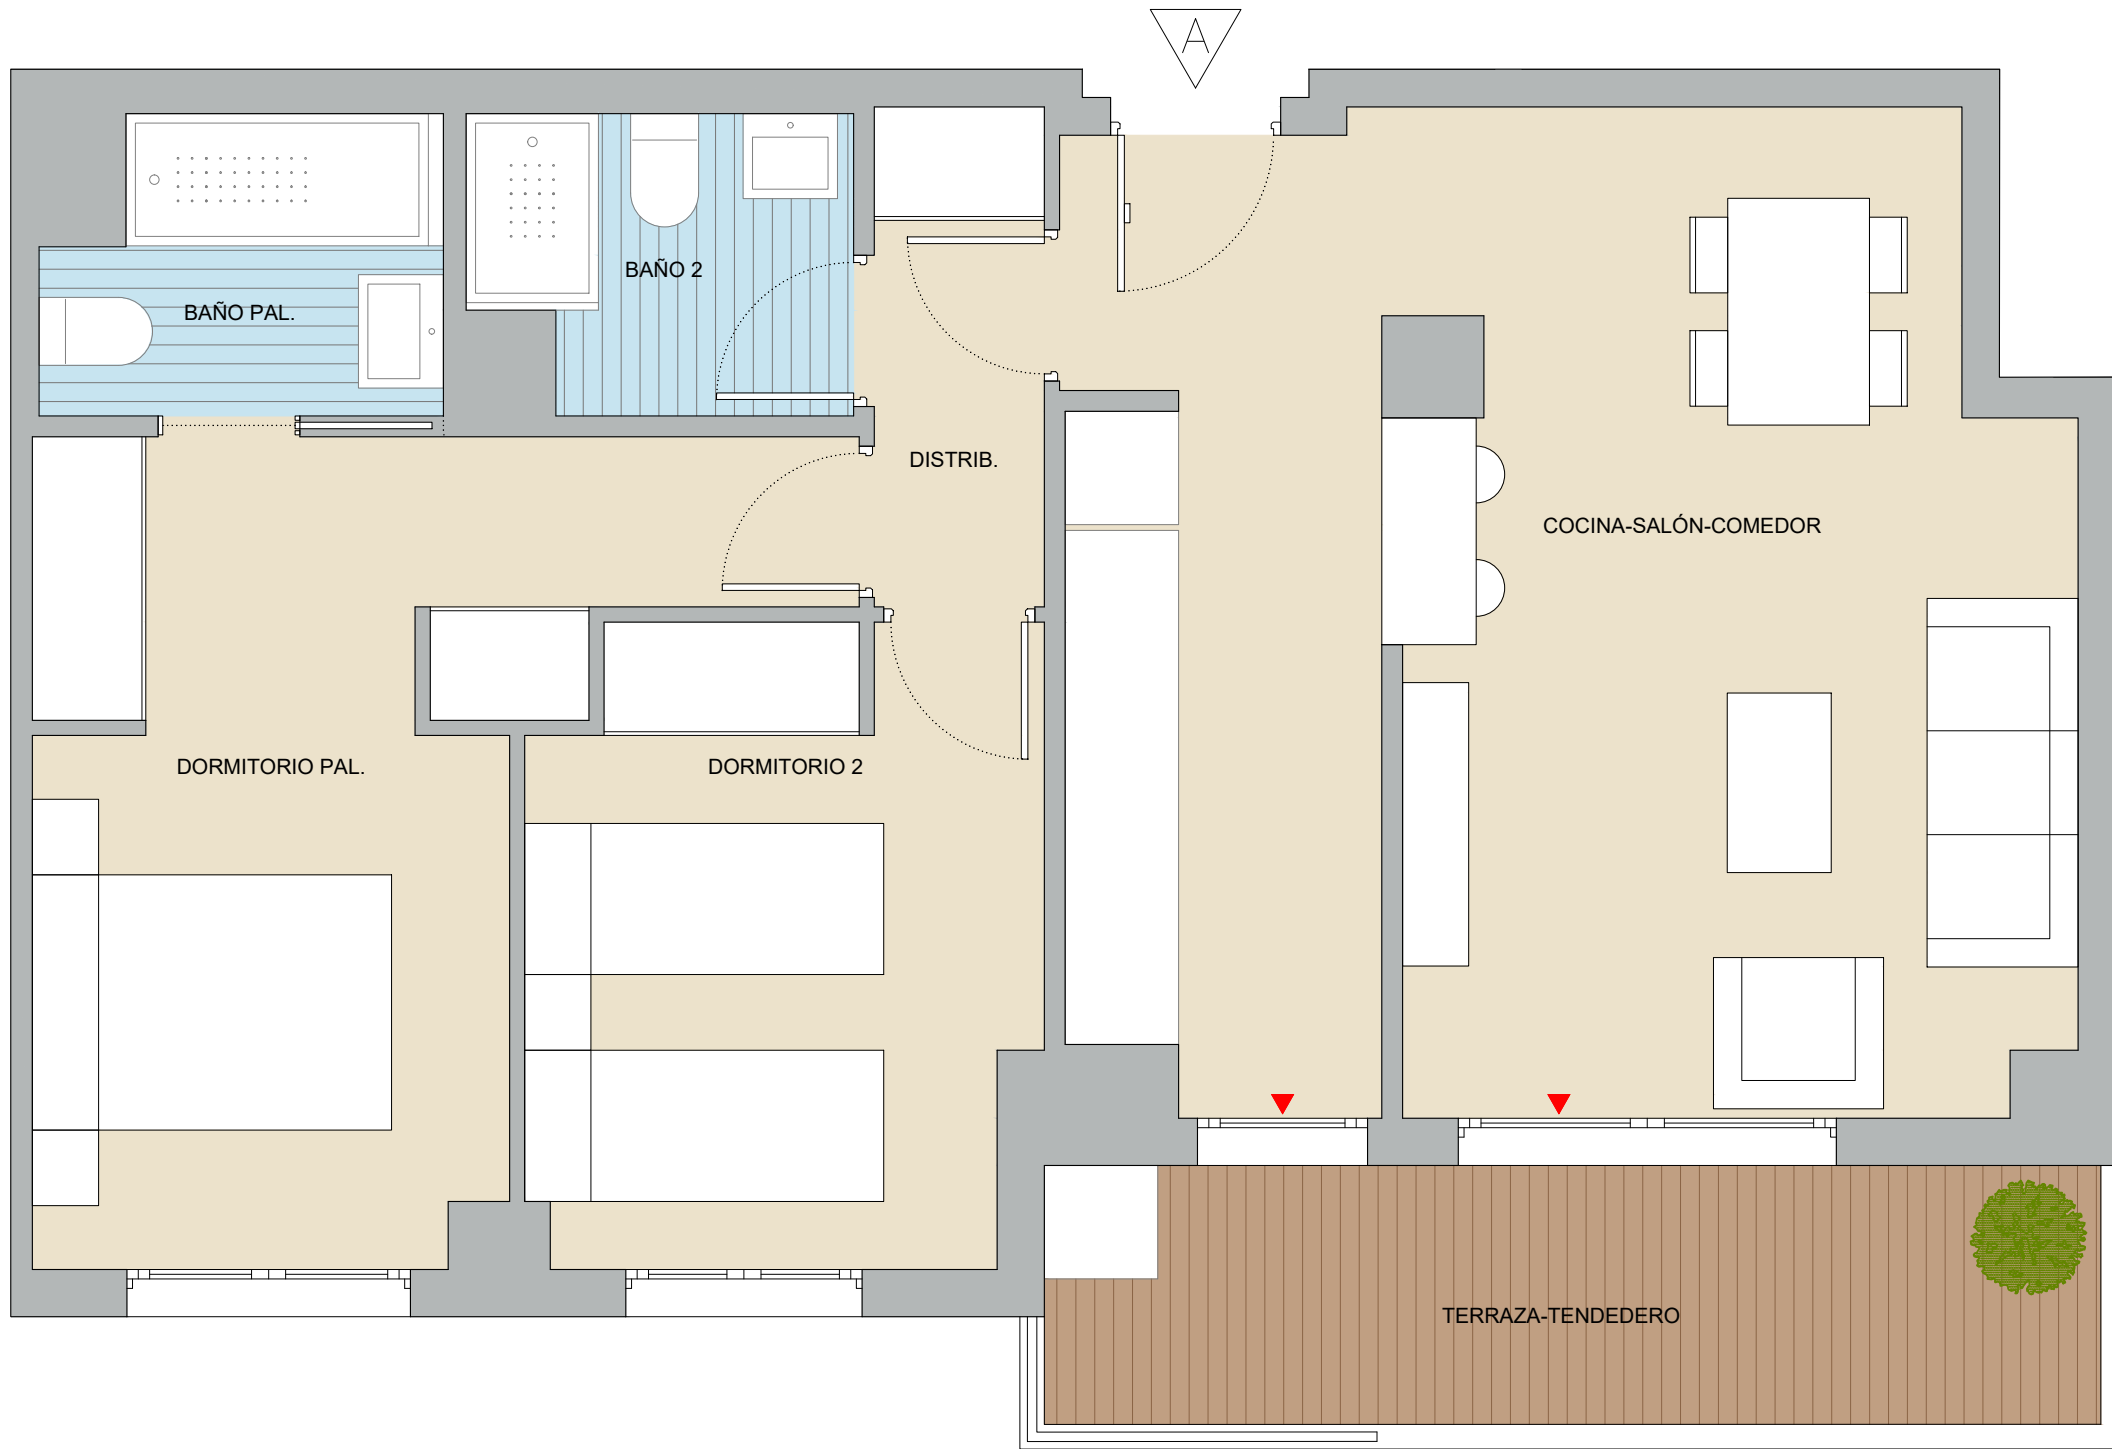 A
BAÑO 2
BAÑO PAL.
DISTRIB.
COCINA-SALÓN-COMEDOR
DORMITORIO PAL.
DORMITORIO 2
TERRAZA-TENDEDERO